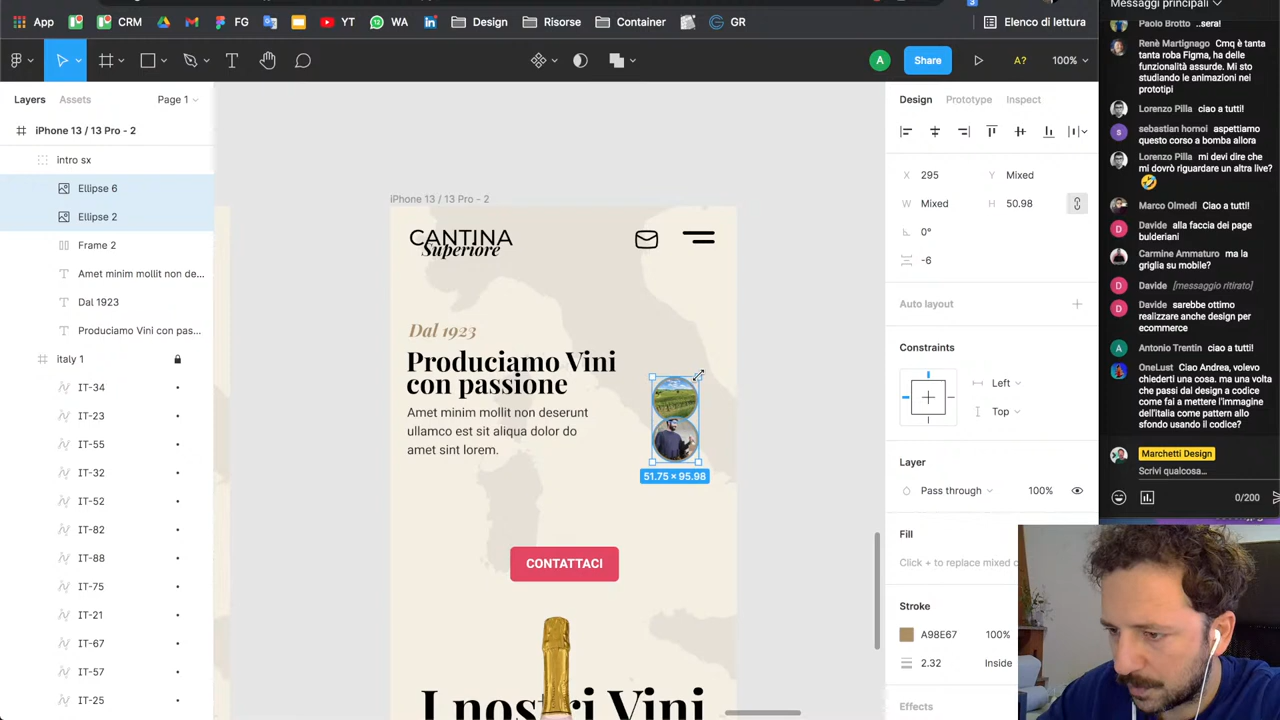 App
CRM
FG
YT
WA
Design
Risorse
Container
GR
Elenco di lettura
3
A
Share
A?
100%
Layers
Assets
Page 1
iPhone 13 / 13 Pro - 2
intro sx
Ellipse 6
Ellipse 2
Frame 2
Amet minim mollit non de...
Dal 1923
Produciamo Vini con pas...
italy 1
IT-34
IT-23
IT-55
IT-32
IT-52
IT-82
IT-88
IT-75
IT-21
IT-67
IT-57
IT-25
iPhone 13 / 13 Pro - 2
CANTINA
Superiore
Dal 1923
Produciamo Vini
con passione
Amet minim mollit non deserunt
ullamco est sit aliqua dolor do
amet sint lorem.
51.75 × 95.98
CONTATTACI
I nostri Vini
Design
Prototype
Inspect
X 295
Y Mixed
W Mixed
H 50.98
0°
-6
Auto layout
Constraints
Left
Top
Layer
Pass through
100%
Fill
Click + to replace mixed
Stroke
A98E67
100%
2.32
Inside
Effects
Messaggi principali
Paolo Brotto ..sera!
Renè Martignago Cmq è tanta
tanta roba Figma, ha delle
funzionalità assurde. Mi sto
studiando le animazioni nei
prototipi
Lorenzo Pilla ciao a tutti!
sebastian hornoi aspettiamo
questo corso a bomba allora
Lorenzo Pilla mi devi dire che
mi dovrò riguardare un altra live?
🤣
Marco Olmedi Ciao a tutti!
Davide alla faccia dei page
bulderiani
Carmine Ammaturo ma la
griglia su mobile?
Davide [messaggio ritirato]
Davide sarebbe ottimo
realizzare anche design per
ecommerce
Antonio Trentin ciao a tutti!
OneLust Ciao Andrea, volevo
chiederti una cosa. ma una volta
che passi dal design a codice
come fai a mettere l'immagine
dell'italia come pattern allo
sfondo usando il codice?
Marchetti Design
Scrivi qualcosa...
0/200